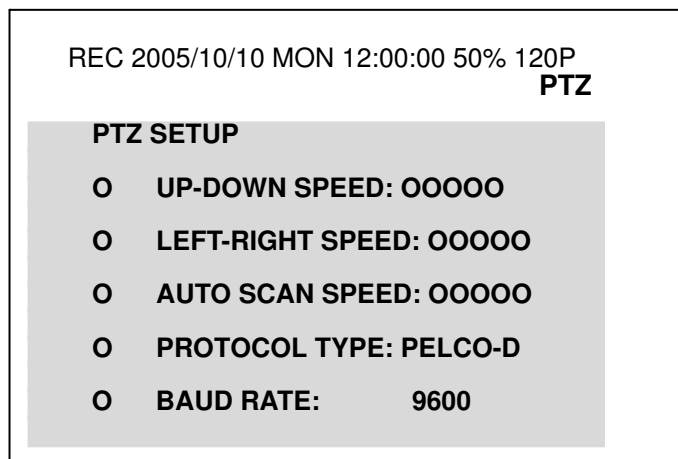 REC 2005/10/10 MON 12:00:00 50% 120P
PTZ
PTZ SETUP
O UP-DOWN SPEED: OOOOO
O LEFT-RIGHT SPEED: OOOOO
O AUTO SCAN SPEED: OOOOO
O PROTOCOL TYPE: PELCO-D
O BAUD RATE: 9600